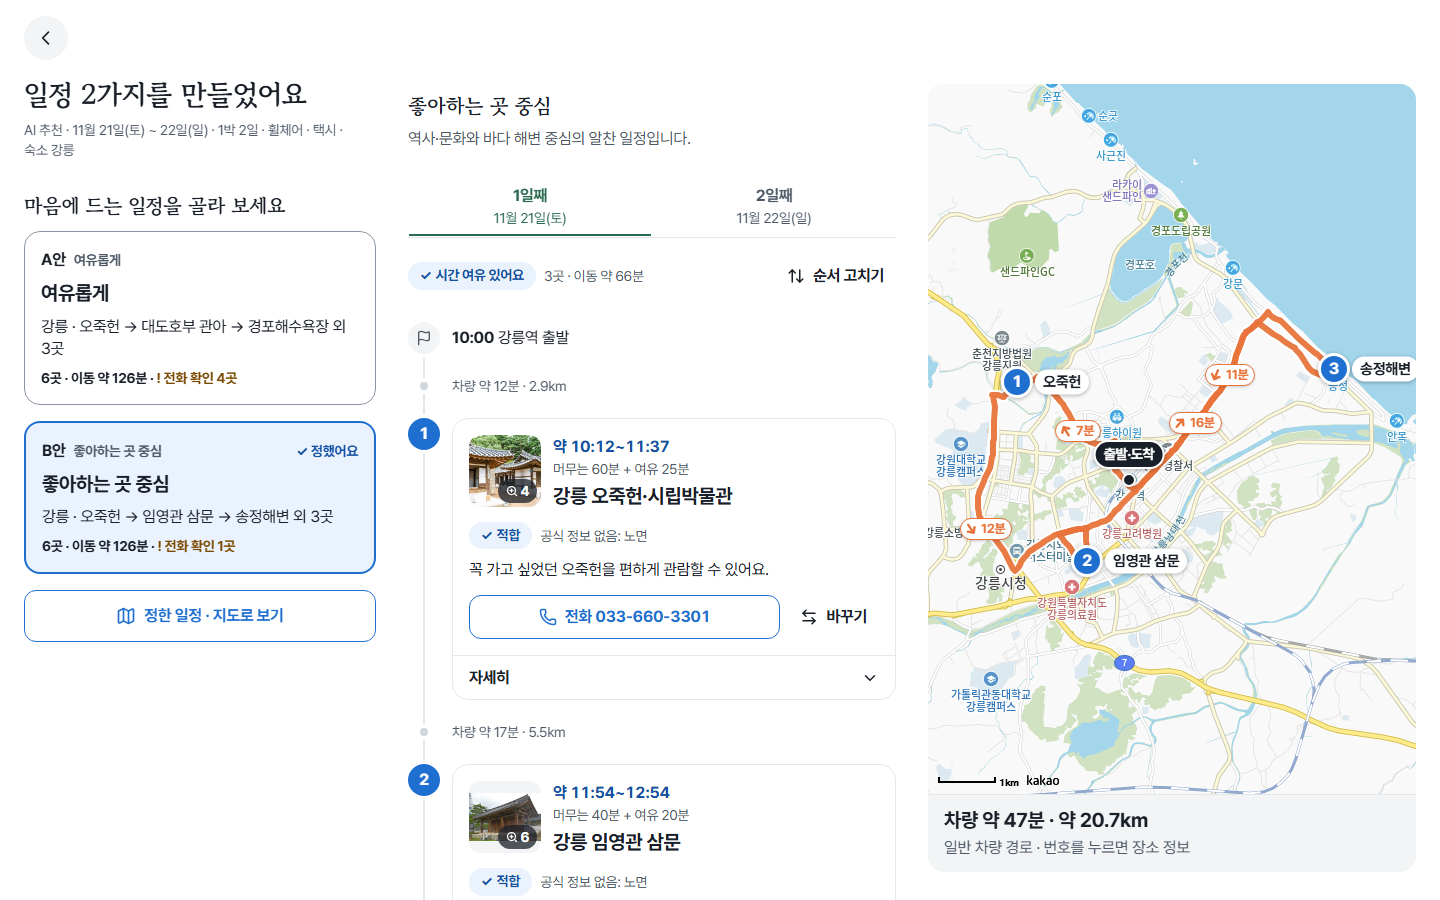 일정 2가지를 만들었어요
AI 추천 · 11월 21일(토) ~ 22일(일) · 1박 2일 · 휠체어 · 택시 ·
숙소 강릉
마음에 드는 일정을 골라 보세요
A안 여유롭게
여유롭게
강릉 · 오죽헌 → 대도호부 관아 → 경포해수욕장 외
3곳
6곳 · 이동 약 126분 · ! 전화 확인 4곳
B안 좋아하는 곳 중심 ✓ 정했어요
좋아하는 곳 중심
강릉 · 오죽헌 → 임영관 삼문 → 송정해변 외 3곳
6곳 · 이동 약 126분 · ! 전화 확인 1곳
정한 일정 · 지도로 보기
좋아하는 곳 중심
역사·문화와 바다 해변 중심의 알찬 일정입니다.
1일째
11월 21일(토)
2일째
11월 22일(일)
✓ 시간 여유 있어요 3곳 · 이동 약 66분
순서 고치기
10:00 강릉역 출발
차량 약 12분 · 2.9km
1
약 10:12~11:37
머무는 60분 + 여유 25분
강릉 오죽헌·시립박물관
4
✓ 적합 공식 정보 없음: 노면
꼭 가고 싶었던 오죽헌을 편하게 관람할 수 있어요.
전화 033-660-3301
바꾸기
자세히
차량 약 17분 · 5.5km
2
약 11:54~12:54
머무는 40분 + 여유 20분
강릉 임영관 삼문
6
✓ 적합 공식 정보 없음: 노면
순포
순긋
사근진
라카이
샌드파인
경포도립공원
샌드파인GC
경포호
경포천
강문
춘천지방법원
강릉지원
1 오죽헌
3 송정해변
11분
16분
7분
안목
강원대학교
강릉캠퍼스
출발·도착
12분
강릉고려병원
강릉시청
2 임영관 삼문
강원특별자치도
강릉의료원
7
가톨릭관동대학교
강릉캠퍼스
1km kakao
차량 약 47분 · 약 20.7km
일반 차량 경로 · 번호를 누르면 장소 정보